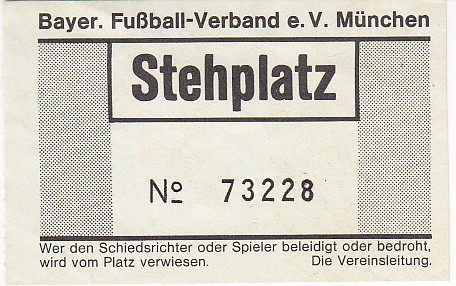 Bayer. Fußball-Verband e. V. München
Stehplatz
No 73228
Wer den Schiedsrichter oder Spieler beleidigt oder bedroht,
wird vom Platz verwiesen. Die Vereinsleitung.